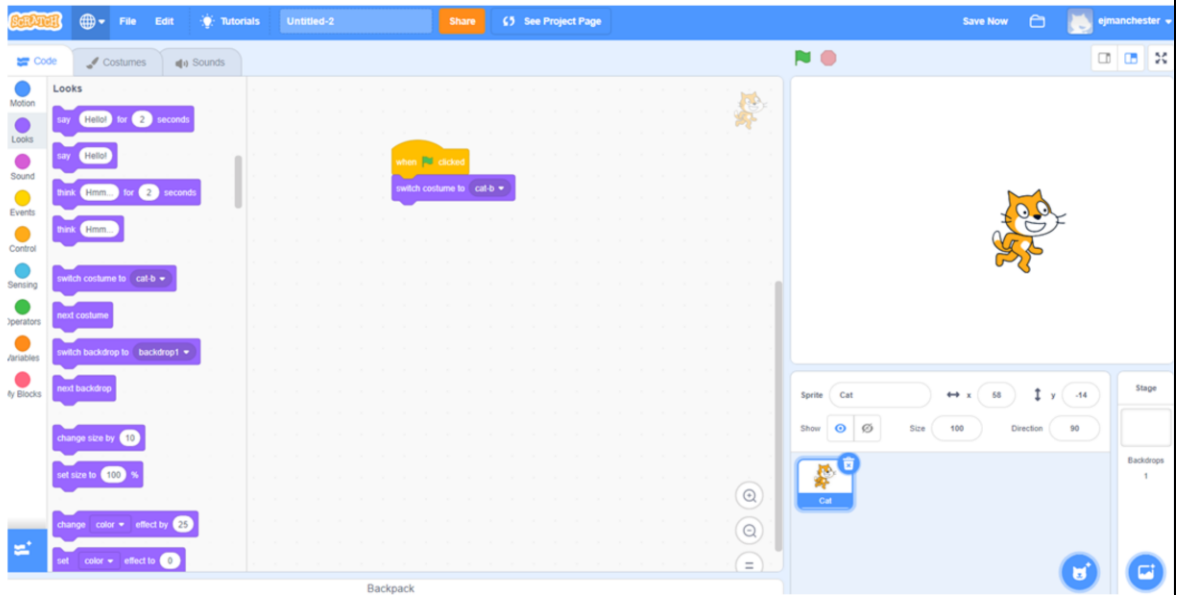 SCRATCH File Edit Tutorials Untitled-2 Share See Project Page Save Now ejmanchester
Code Costumes Sounds
Motion
Looks
Sound
Events
Control
Sensing
Operators
Variables
My Blocks
Looks
say Hello! for 2 seconds
say Hello!
think Hmm... for 2 seconds
think Hmm...
switch costume to cat-b
next costume
switch backdrop to backdrop1
next backdrop
change size by 10
set size to 100 %
change color effect by 25
set color effect to 0
when clicked
switch costume to cat-b
Backpack
Sprite Cat x 58 y -14
Show Size 100 Direction 90
Cat
Stage
Backdrops
1